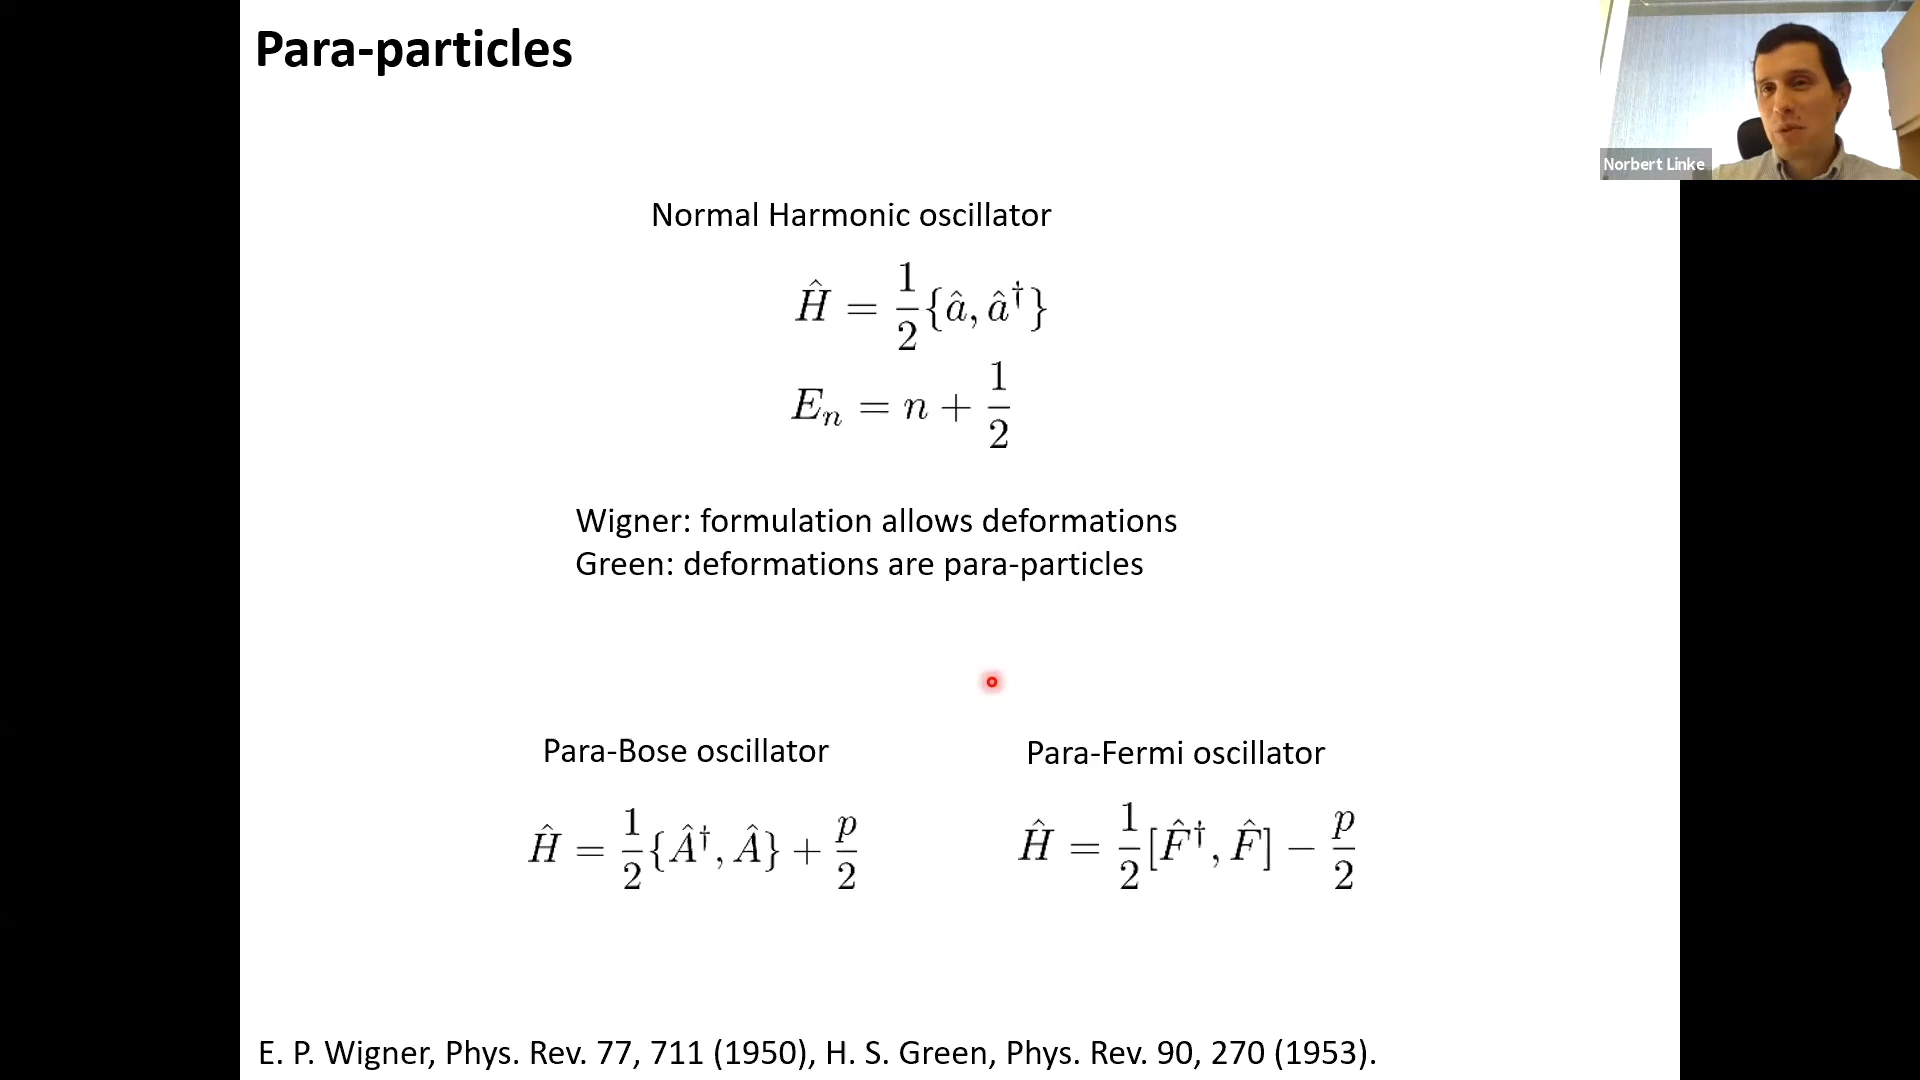 Para-particles
Norbert Linke
Normal Harmonic oscillator
Ĥ = 1/2 {â, â†}
Eₙ = n + 1/2
Wigner: formulation allows deformations
Green: deformations are para-particles
Para-Bose oscillator
Para-Fermi oscillator
Ĥ = 1/2 {Â†, Â} + p/2
Ĥ = 1/2 [F̂†, F̂] − p/2
E. P. Wigner, Phys. Rev. 77, 711 (1950), H. S. Green, Phys. Rev. 90, 270 (1953).